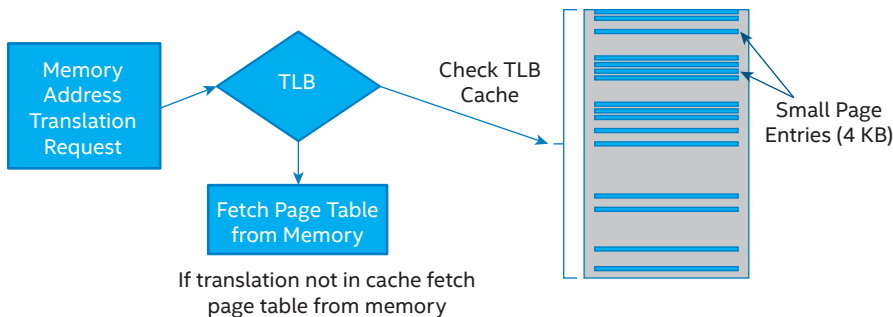 Memory
Address
Translation
Request
TLB
Check TLB
Cache
Small Page
Entries (4 KB)
Fetch Page Table
from Memory
If translation not in cache fetch
page table from memory